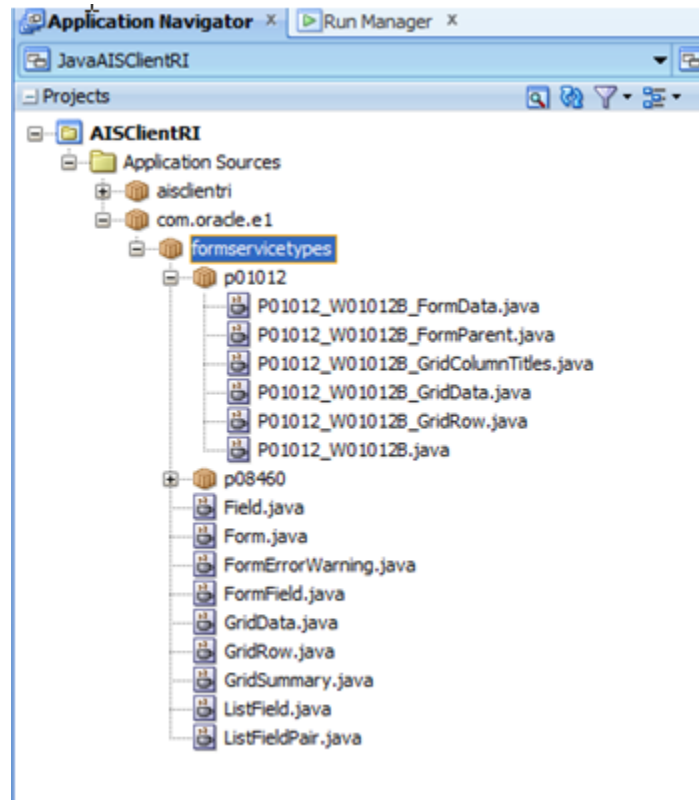 Application Navigator x Run Manager x
JavaAISClientRI
Projects
AISClientRI
Application Sources
aisclientri
com.oracle.e1
formservicetypes
p01012
P01012_W01012B_FormData.java
P01012_W01012B_FormParent.java
P01012_W01012B_GridColumnTitles.java
P01012_W01012B_GridData.java
P01012_W01012B_GridRow.java
P01012_W01012B.java
p08460
Field.java
Form.java
FormErrorWarning.java
FormField.java
GridData.java
GridRow.java
GridSummary.java
ListField.java
ListFieldPair.java